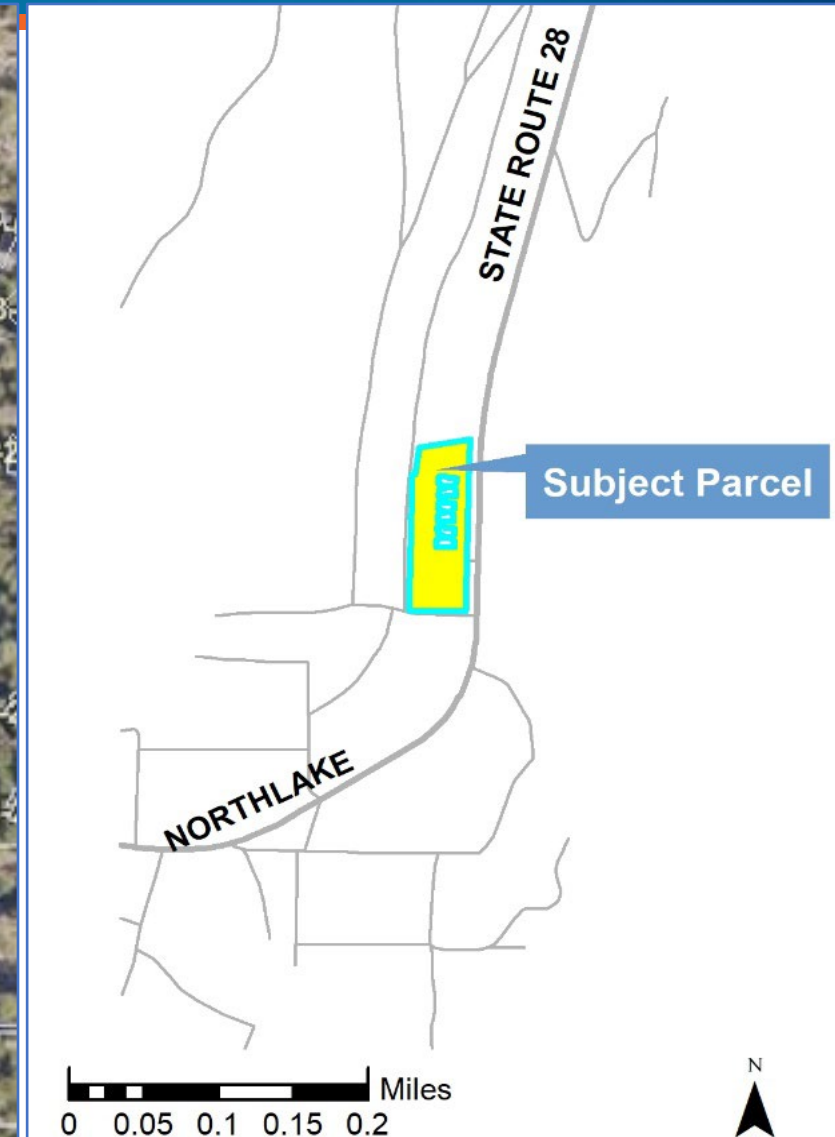 STATE ROUTE 28
Subject Parcel
NORTHLAKE
N
Miles
0 0.05 0.1 0.15 0.2